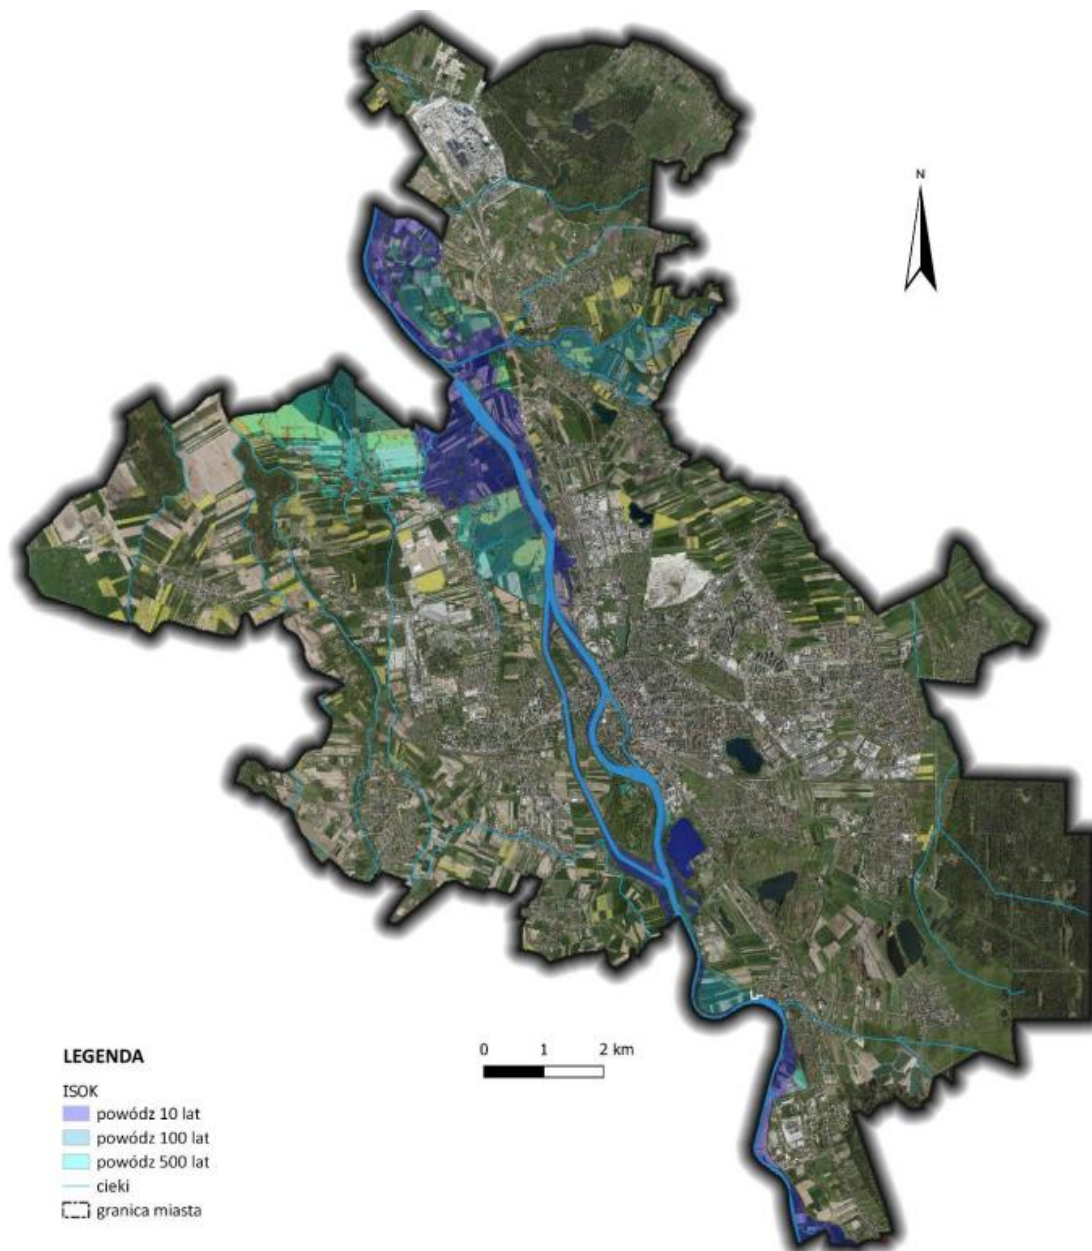 N
LEGENDA
ISOK
powódz 10 lat
powódz 100 lat
powódz 500 lat
cieki
granica miasta
0 1 2 km